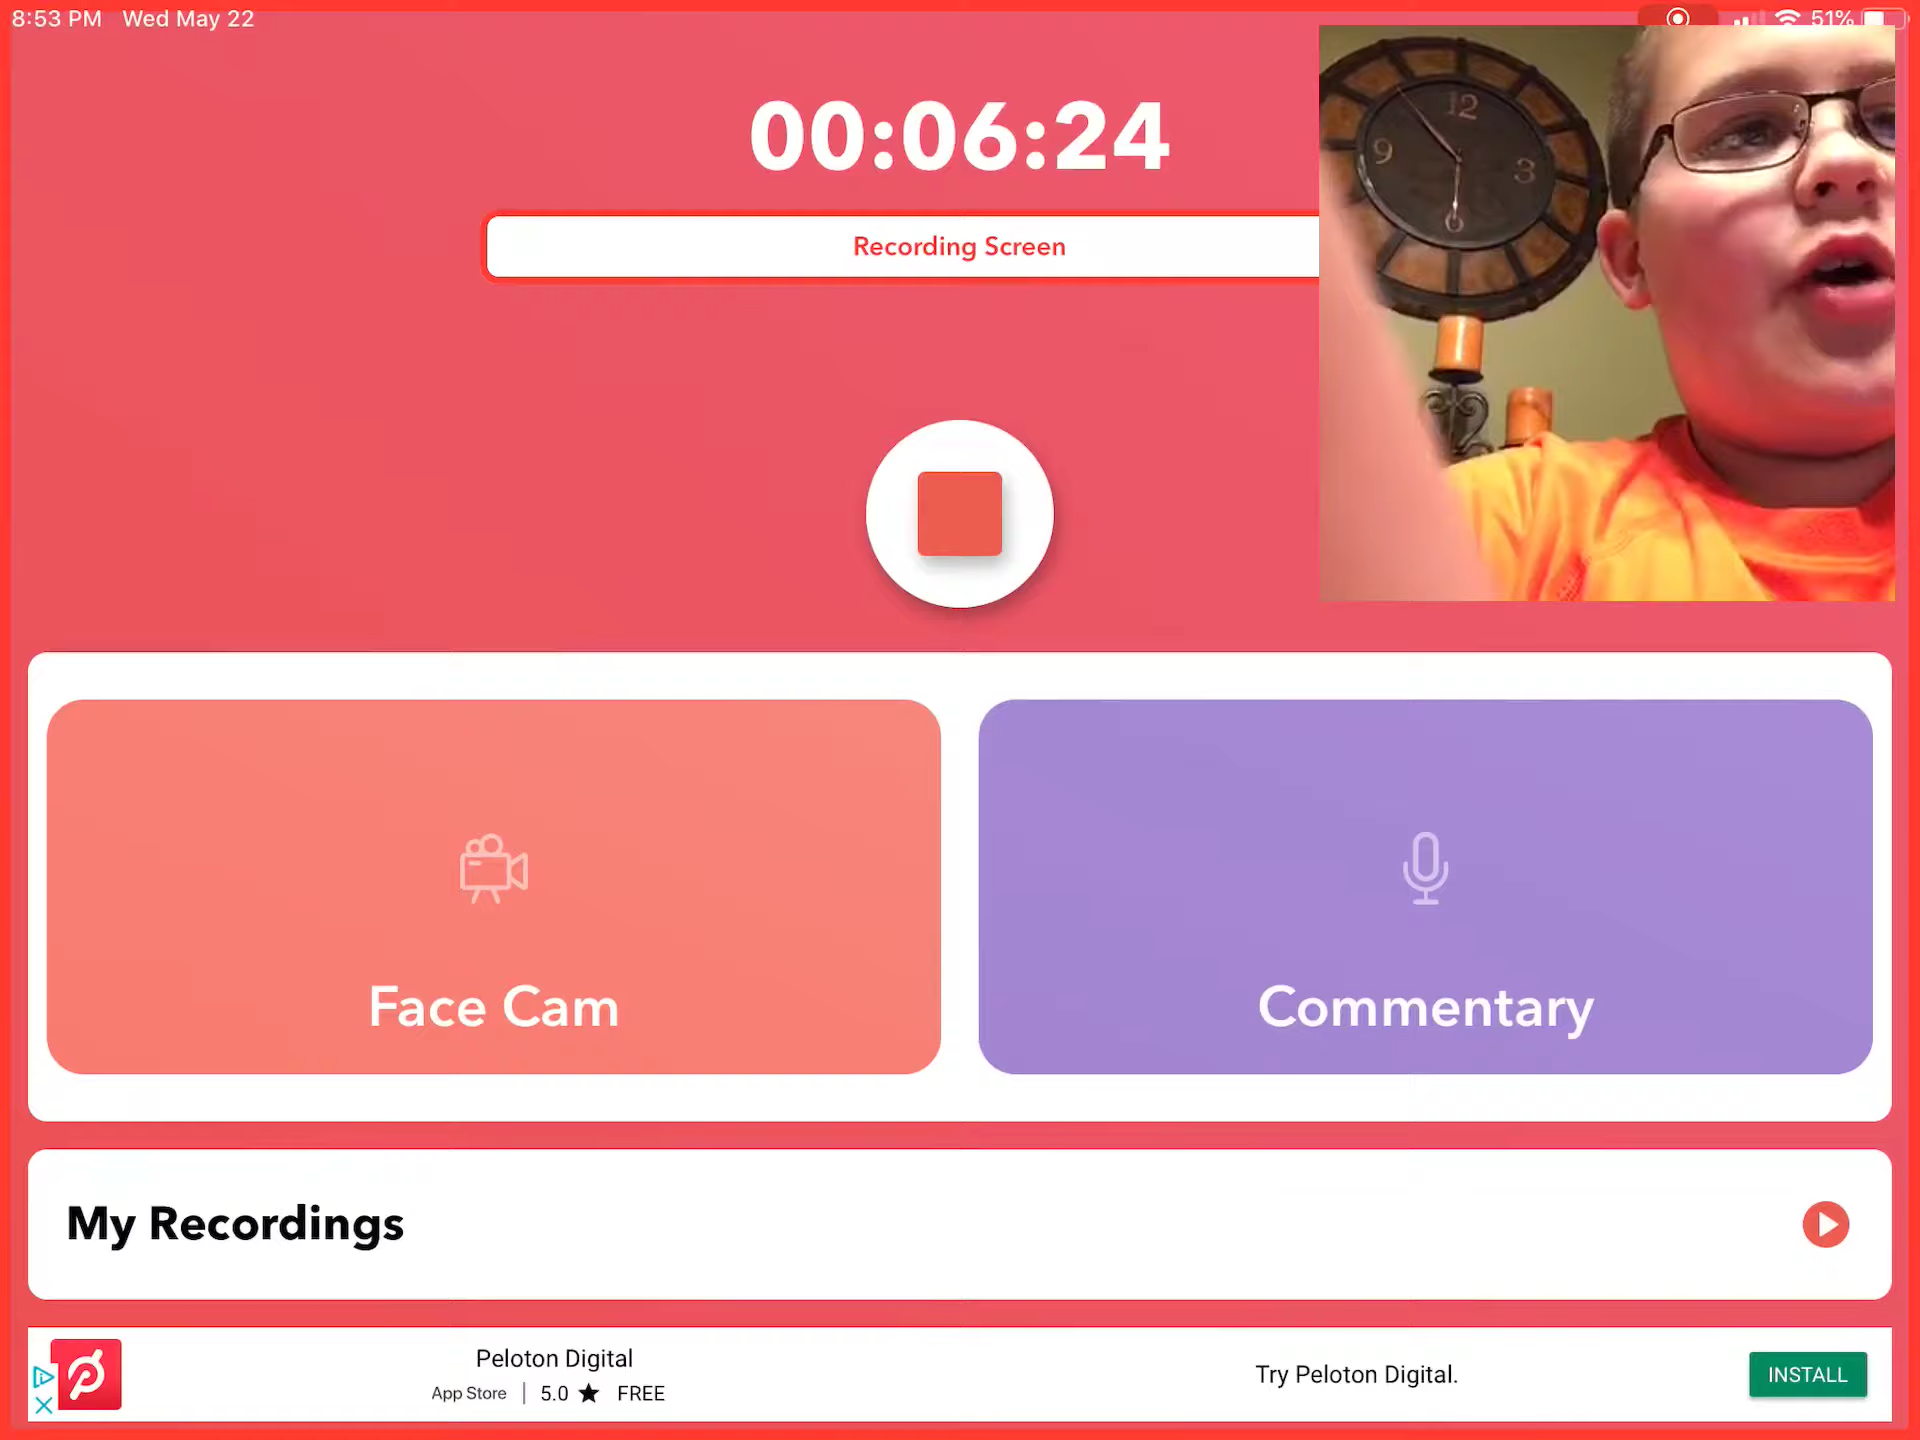 8:53 PM Wed May 22
51%
00:06:24
Recording Screen
12
9
3
6
Face Cam
Commentary
My Recordings
Peloton Digital
App Store | 5.0 ★ FREE
Try Peloton Digital.
INSTALL